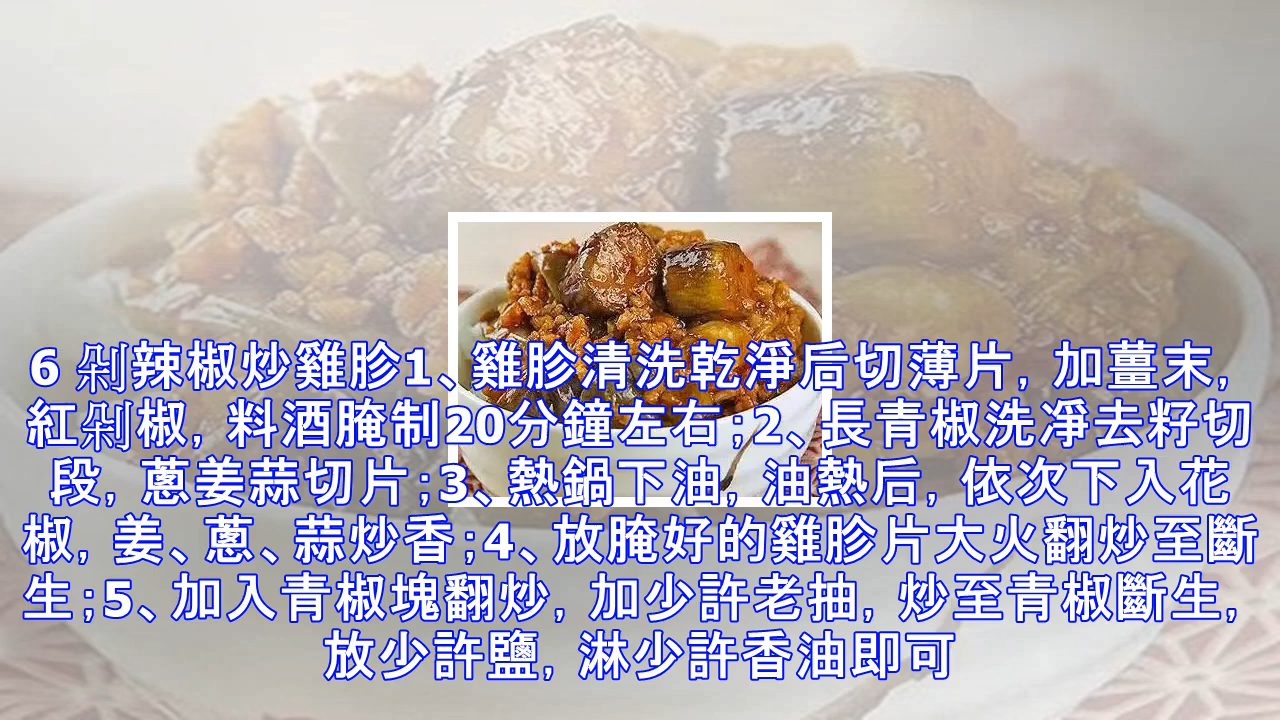 6 剁辣椒炒雞胗1、雞胗清洗乾淨后切薄片, 加薑末,
紅剁椒, 料酒腌制20分鐘左右;2、長青椒洗凈去籽切
段, 蔥姜蒜切片;3、熱鍋下油, 油熱后, 依次下入花
椒, 姜、蔥、蒜炒香;4、放腌好的雞胗片大火翻炒至斷
生;5、加入青椒塊翻炒, 加少許老抽, 炒至青椒斷生,
放少許鹽, 淋少許香油即可